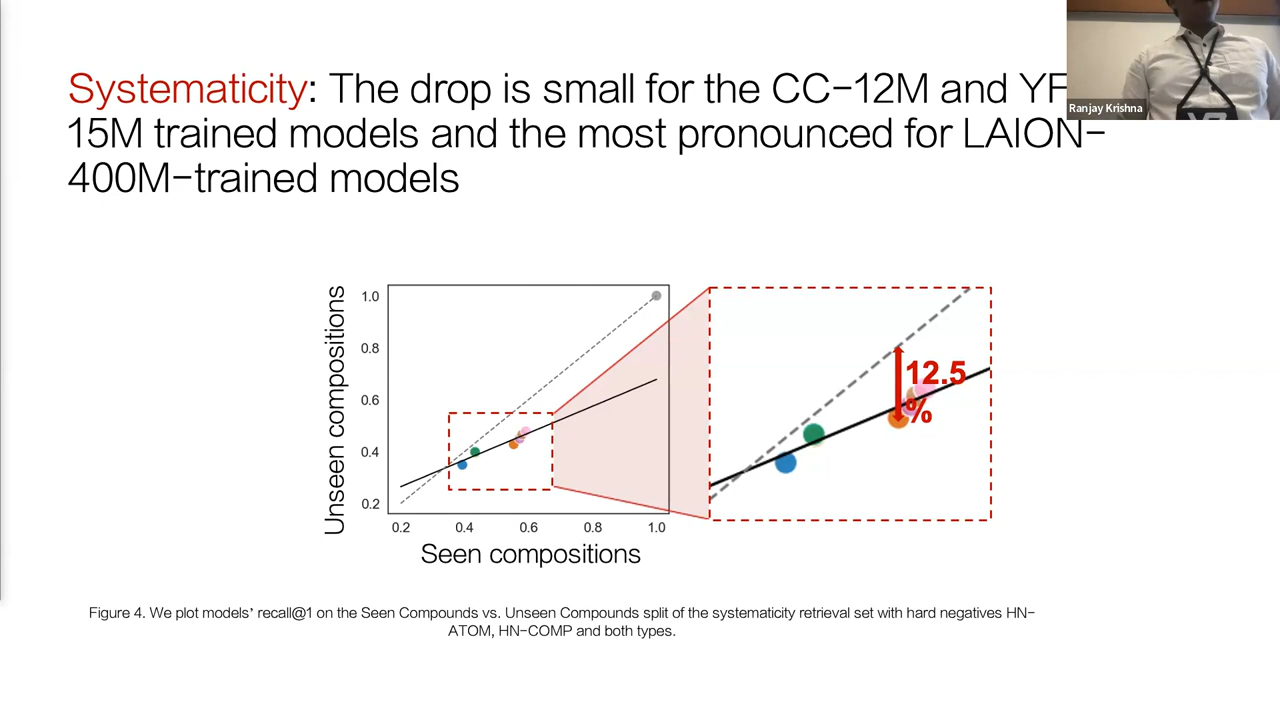 Systematicity: The drop is small for the CC-12M and YF
15M trained models and the most pronounced for LAION-
400M-trained models
Ranjay Krishna
Unseen compositions
1.0
0.8
0.6
0.4
0.2
0.2 0.4 0.6 0.8 1.0
Seen compositions
12.5
%
Figure 4. We plot models' recall@1 on the Seen Compounds vs. Unseen Compounds split of the systematicity retrieval set with hard negatives HN-
ATOM, HN-COMP and both types.